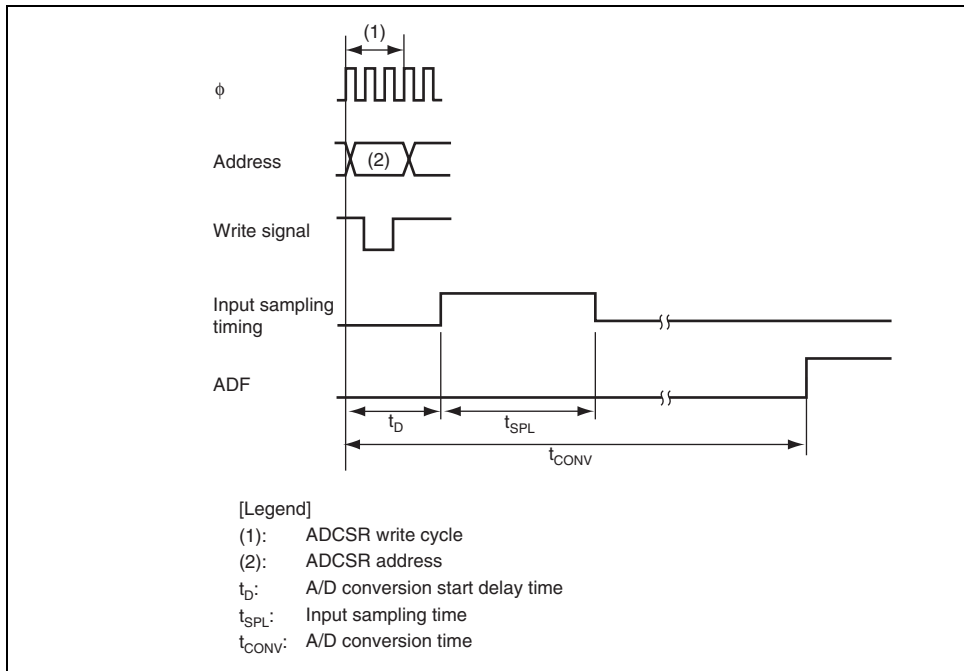 (1)
ϕ
Address
(2)
Write signal
Input sampling
timing
ADF
tD
tSPL
tCONV
[Legend]
(1): ADCSR write cycle
(2): ADCSR address
tD: A/D conversion start delay time
tSPL: Input sampling time
tCONV: A/D conversion time